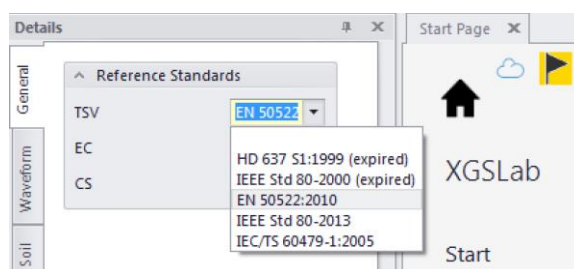 Details
Start Page
General
Waveform
Soil
Reference Standards
TSV EN 50522
EC
CS
HD 637 S1:1999 (expired)
IEEE Std 80-2000 (expired)
EN 50522:2010
IEEE Std 80-2013
IEC/TS 60479-1:2005
XGSLab
Start